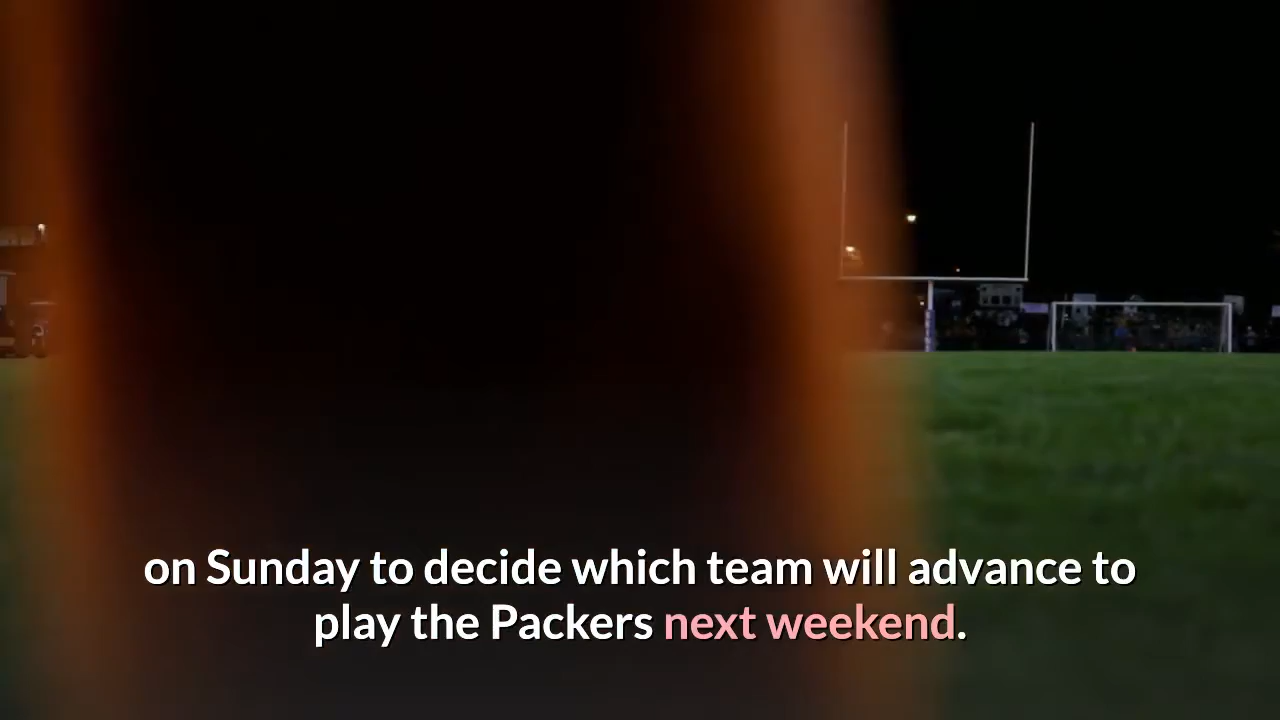 on Sunday to decide which team will advance to
play the Packers next weekend.